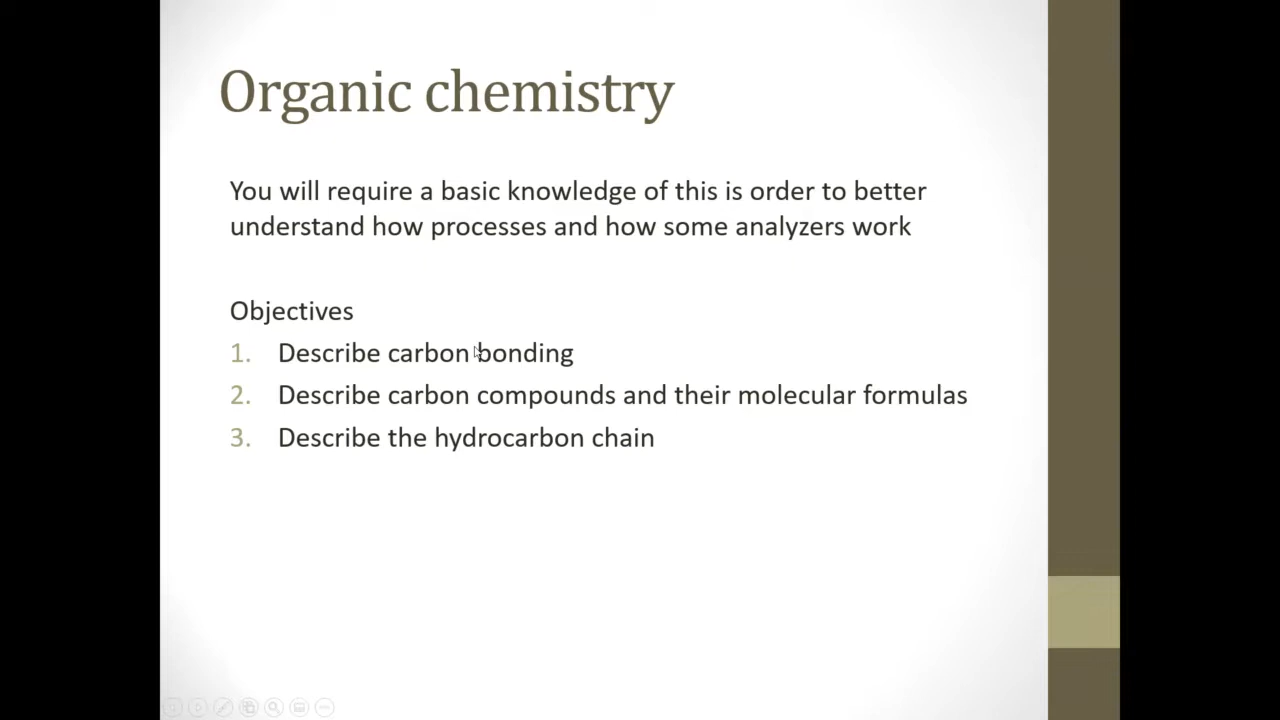 Organic chemistry
You will require a basic knowledge of this is order to better
understand how processes and how some analyzers work
Objectives
1. Describe carbon bonding
2. Describe carbon compounds and their molecular formulas
3. Describe the hydrocarbon chain